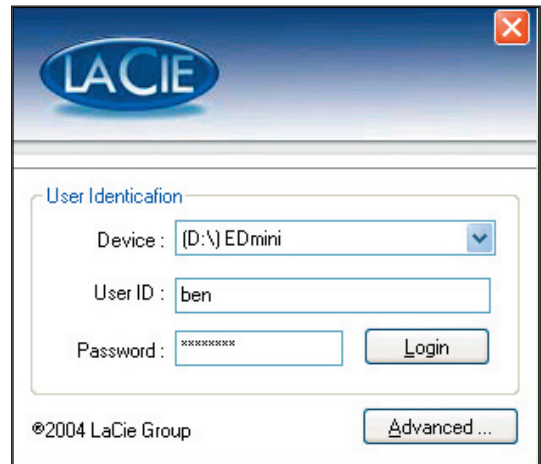 LACIE
User Identicafion
Device : (D:\) EDmini
User ID : ben
Password : ******** Login
©2004 LaCie Group Advanced ...